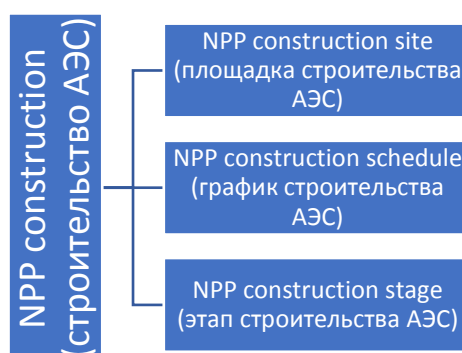 NPP construction
(строительство АЭС)
NPP construction site
(площадка строительства
АЭС)
NPP construction schedule
(график строительства
АЭС)
NPP construction stage
(этап строительства АЭС)